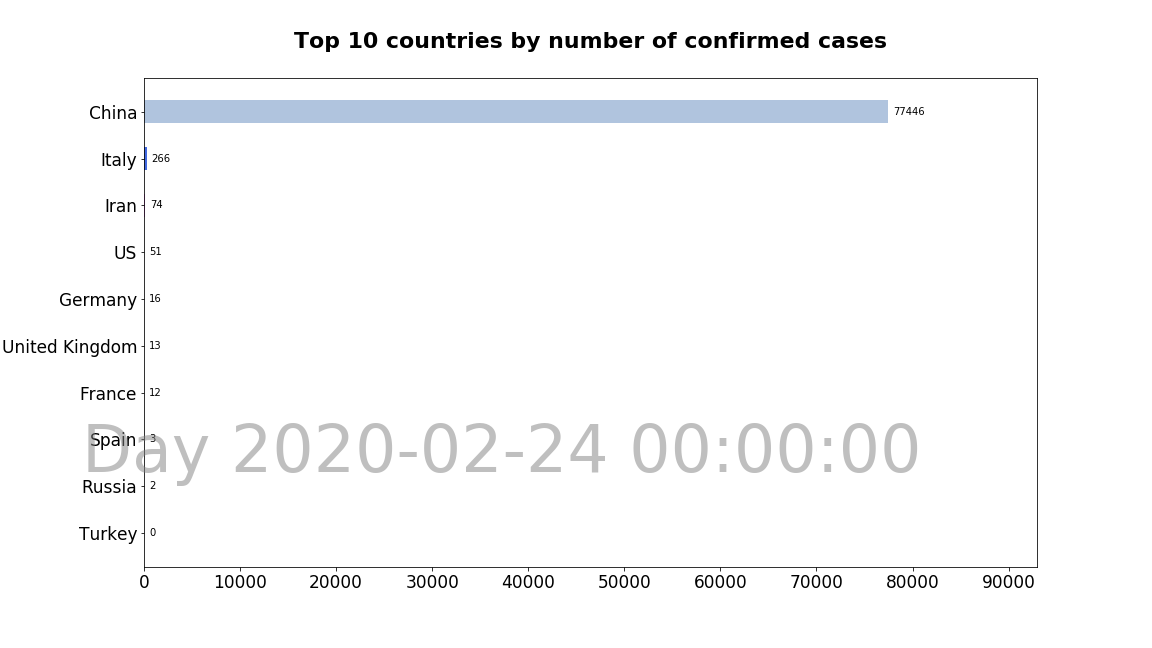 Top 10 countries by number of confirmed cases
China 77446
Italy 266
Iran 74
US 51
Germany 16
United Kingdom 13
France 12
Spain 3
Day 2020-02-24 00:00:00
Russia 2
Turkey 0
0 10000 20000 30000 40000 50000 60000 70000 80000 90000